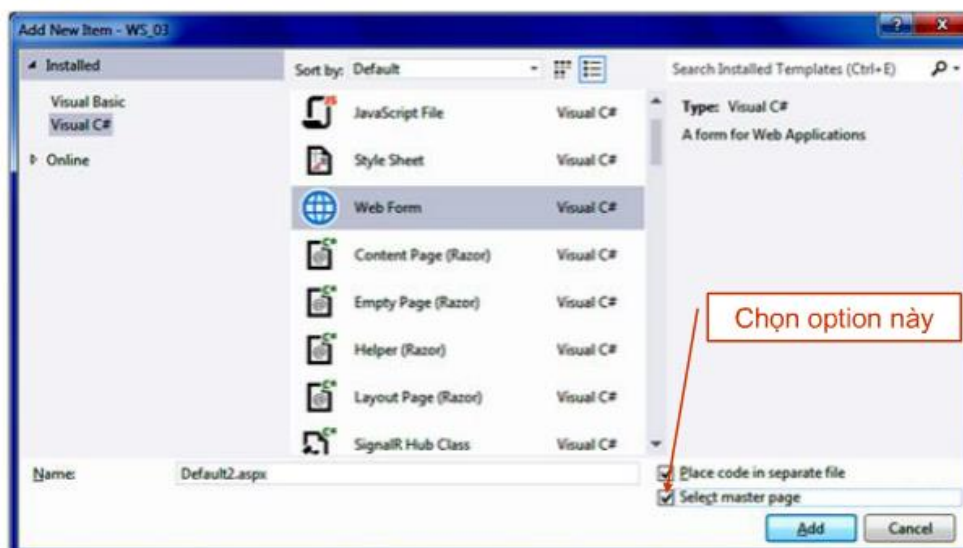 Add New Item - WS_03
Installed
Sort by: Default
Search Installed Templates (Ctrl+E)
Visual Basic
Visual C#
Online
JavaScript File Visual C#
Style Sheet Visual C#
Web Form Visual C#
Content Page (Razor) Visual C#
Empty Page (Razor) Visual C#
Helper (Razor) Visual C#
Layout Page (Razor) Visual C#
SignalR Hub Class Visual C#
Type: Visual C#
A form for Web Applications
Chọn option này
Name: Default2.aspx
Place code in separate file
Select master page
Add Cancel